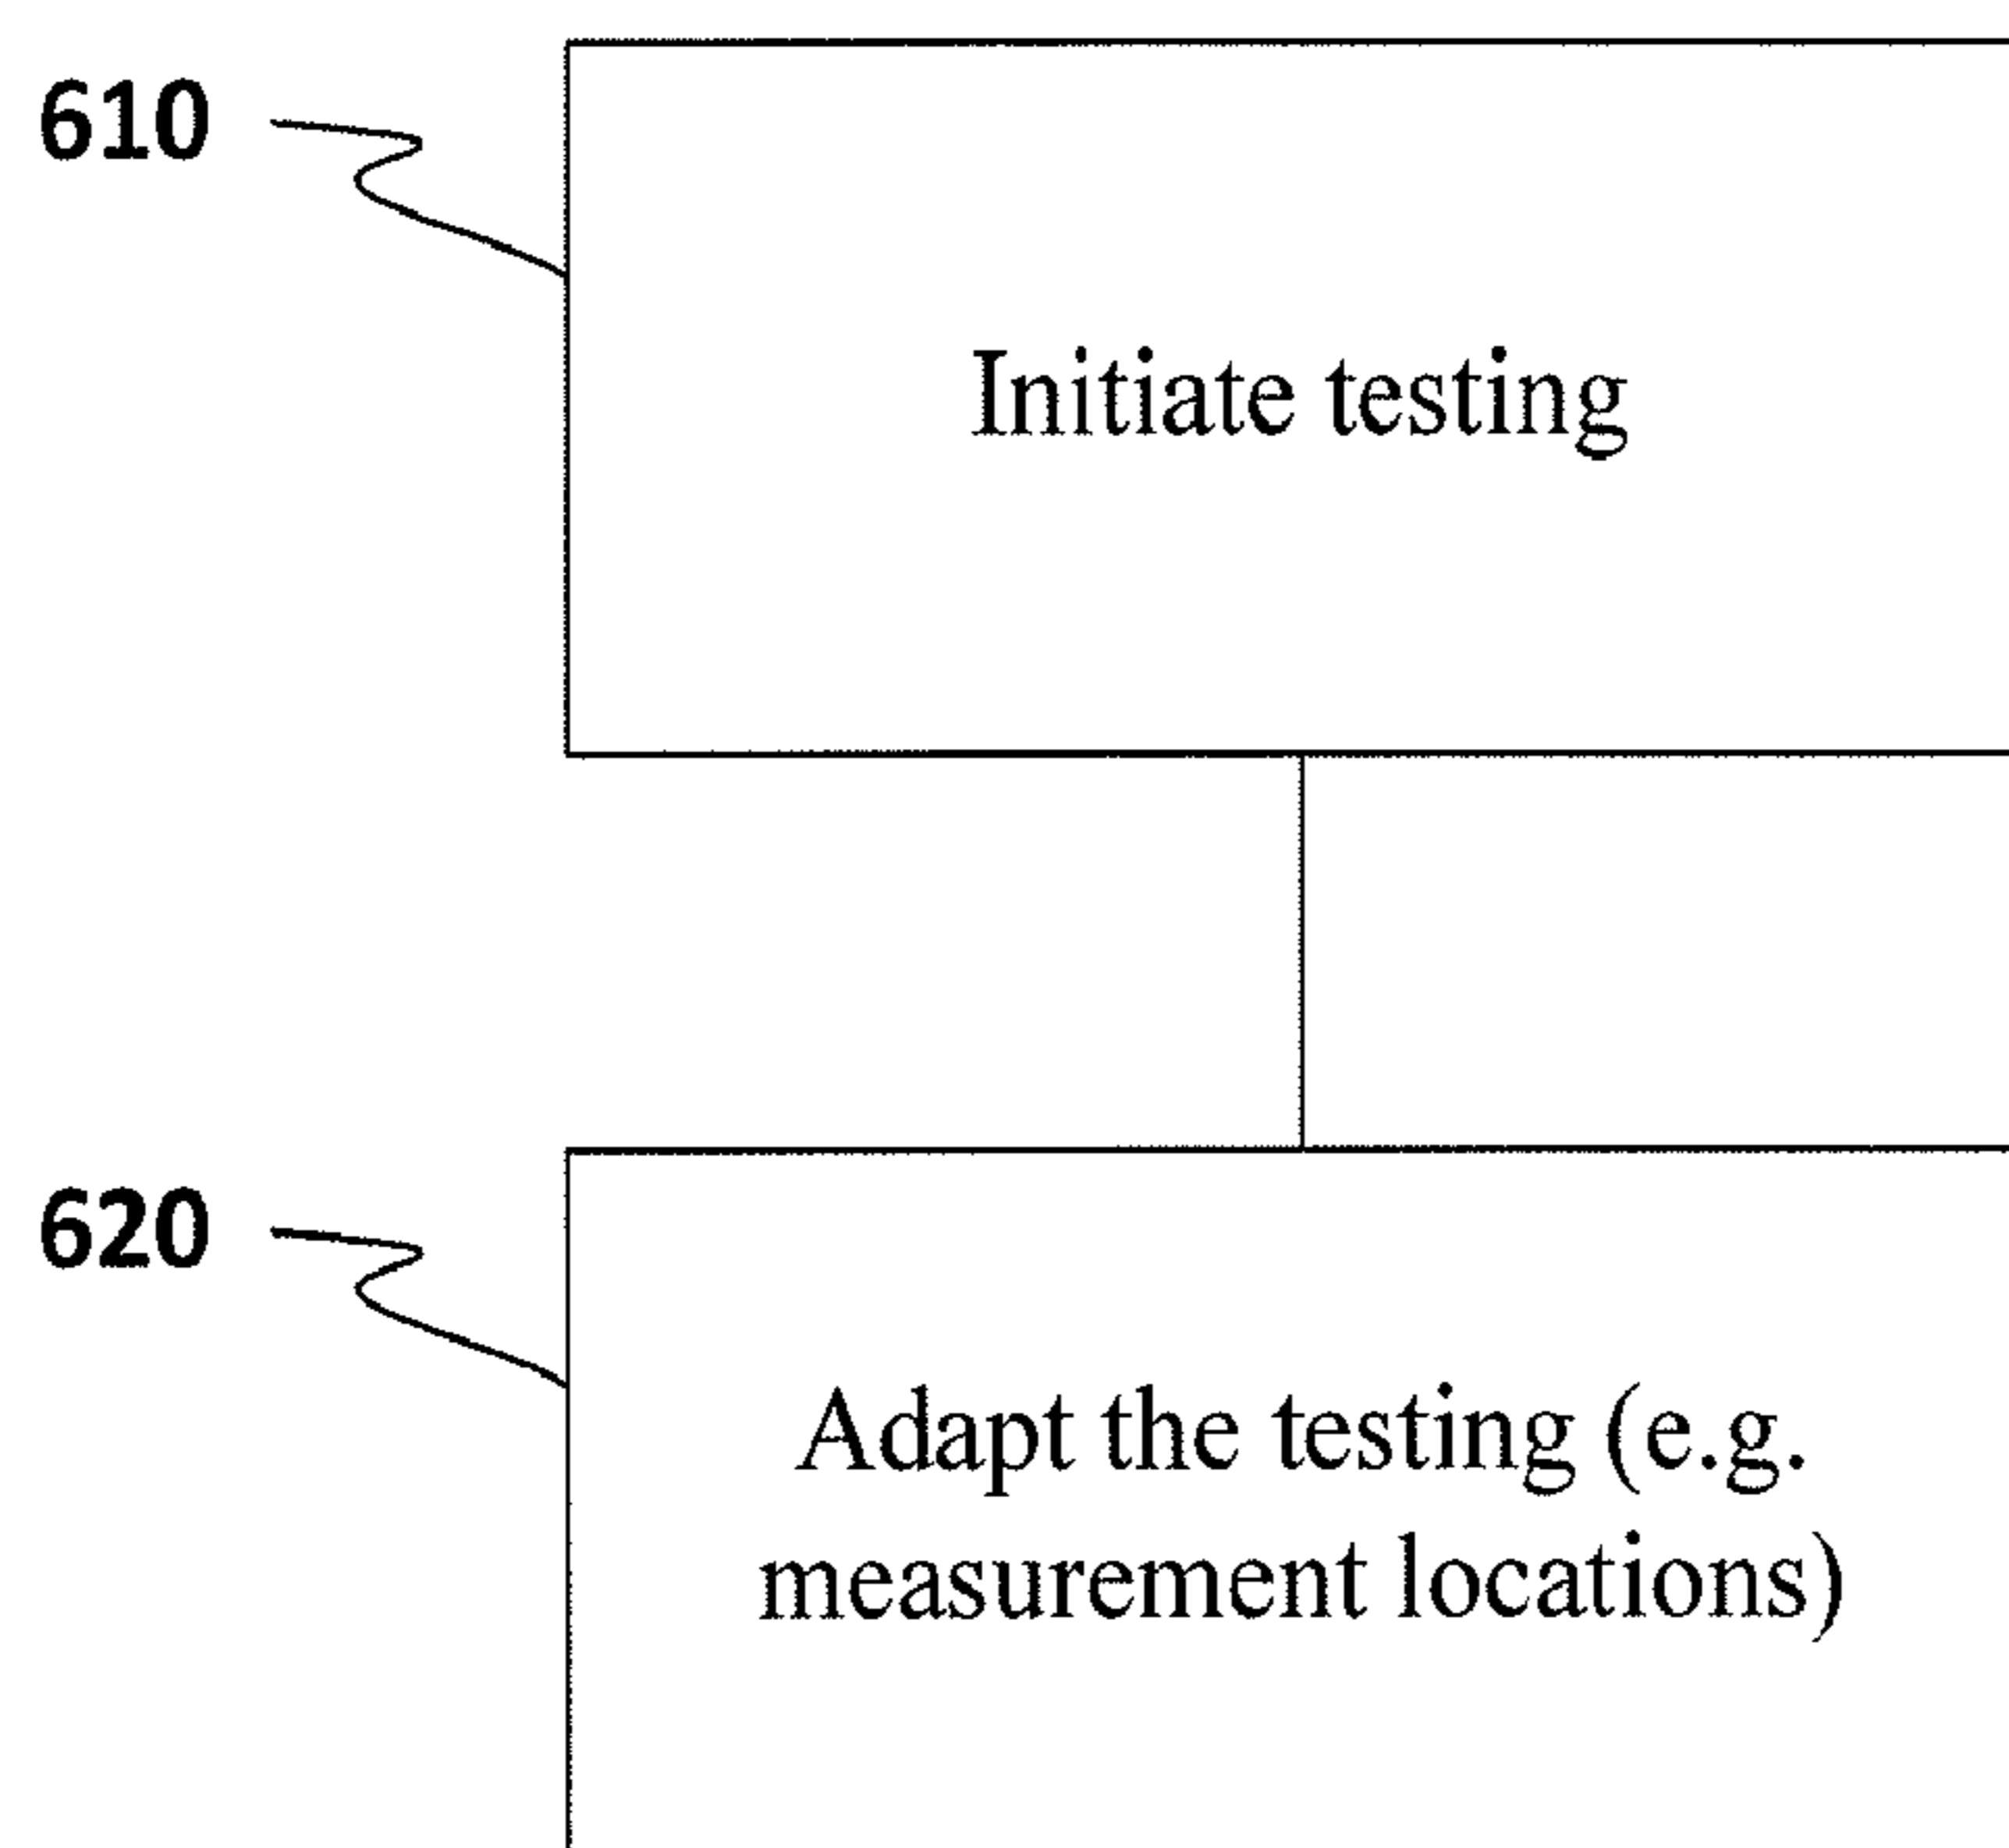 610
Initiate testing
620
Adapt the testing (e.g.
measurement locations)